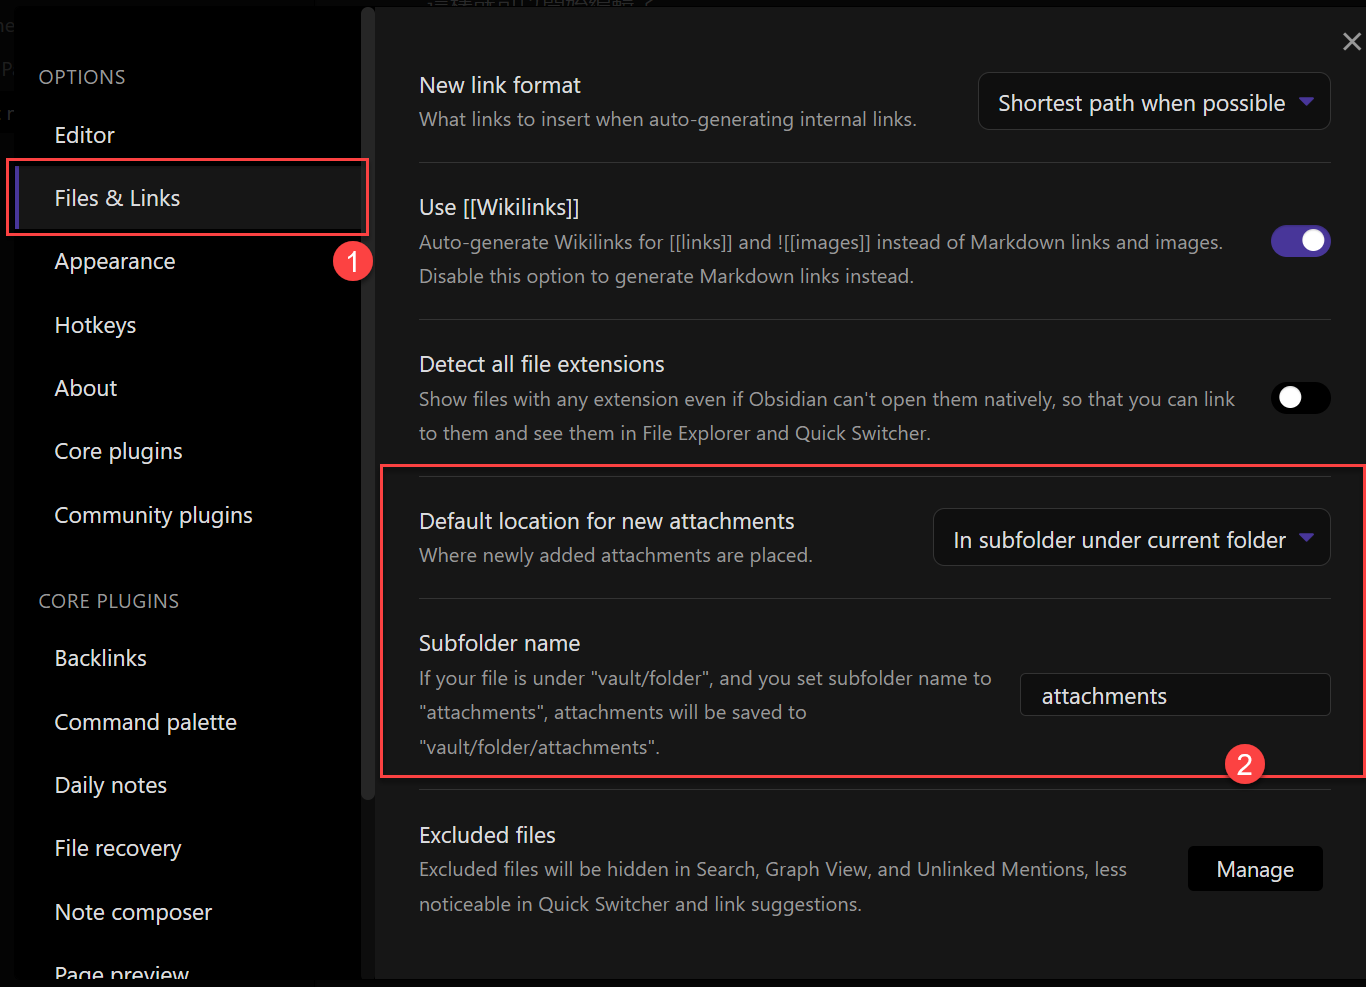 OPTIONS
Editor
Files & Links
1
Appearance
Hotkeys
About
Core plugins
Community plugins
CORE PLUGINS
Backlinks
Command palette
Daily notes
File recovery
Note composer
Page preview
New link format
What links to insert when auto-generating internal links.
Shortest path when possible
Use [[Wikilinks]]
Auto-generate Wikilinks for [[links]] and ![[images]] instead of Markdown links and images.
Disable this option to generate Markdown links instead.
Detect all file extensions
Show files with any extension even if Obsidian can't open them natively, so that you can link
to them and see them in File Explorer and Quick Switcher.
Default location for new attachments
Where newly added attachments are placed.
In subfolder under current folder
Subfolder name
If your file is under "vault/folder", and you set subfolder name to
"attachments", attachments will be saved to
"vault/folder/attachments".
attachments
2
Excluded files
Excluded files will be hidden in Search, Graph View, and Unlinked Mentions, less
noticeable in Quick Switcher and link suggestions.
Manage